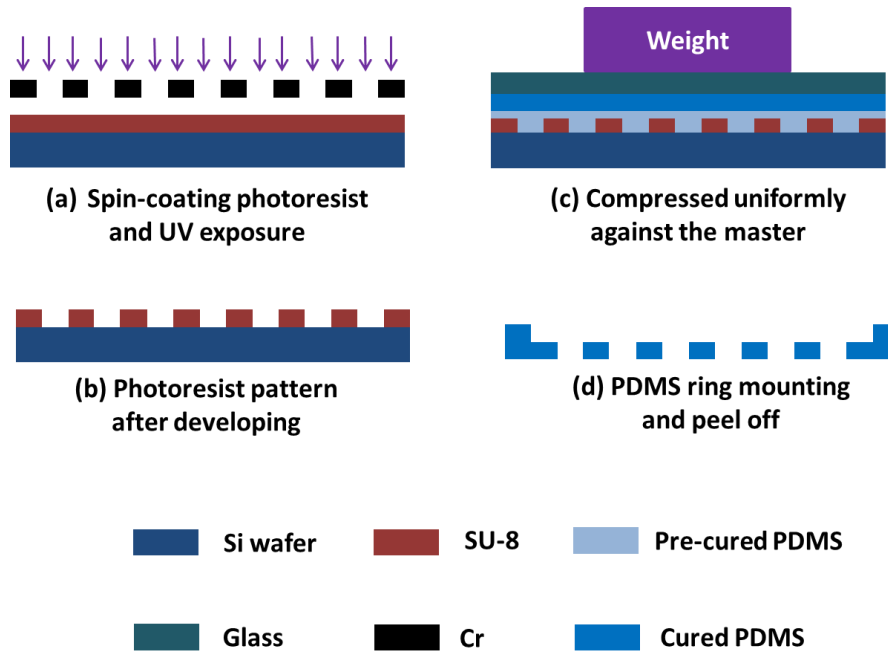 Weight
(a) Spin-coating photoresist
and UV exposure
(c) Compressed uniformly
against the master
(b) Photoresist pattern
after developing
(d) PDMS ring mounting
and peel off
Si wafer
SU-8
Pre-cured PDMS
Glass
Cr
Cured PDMS